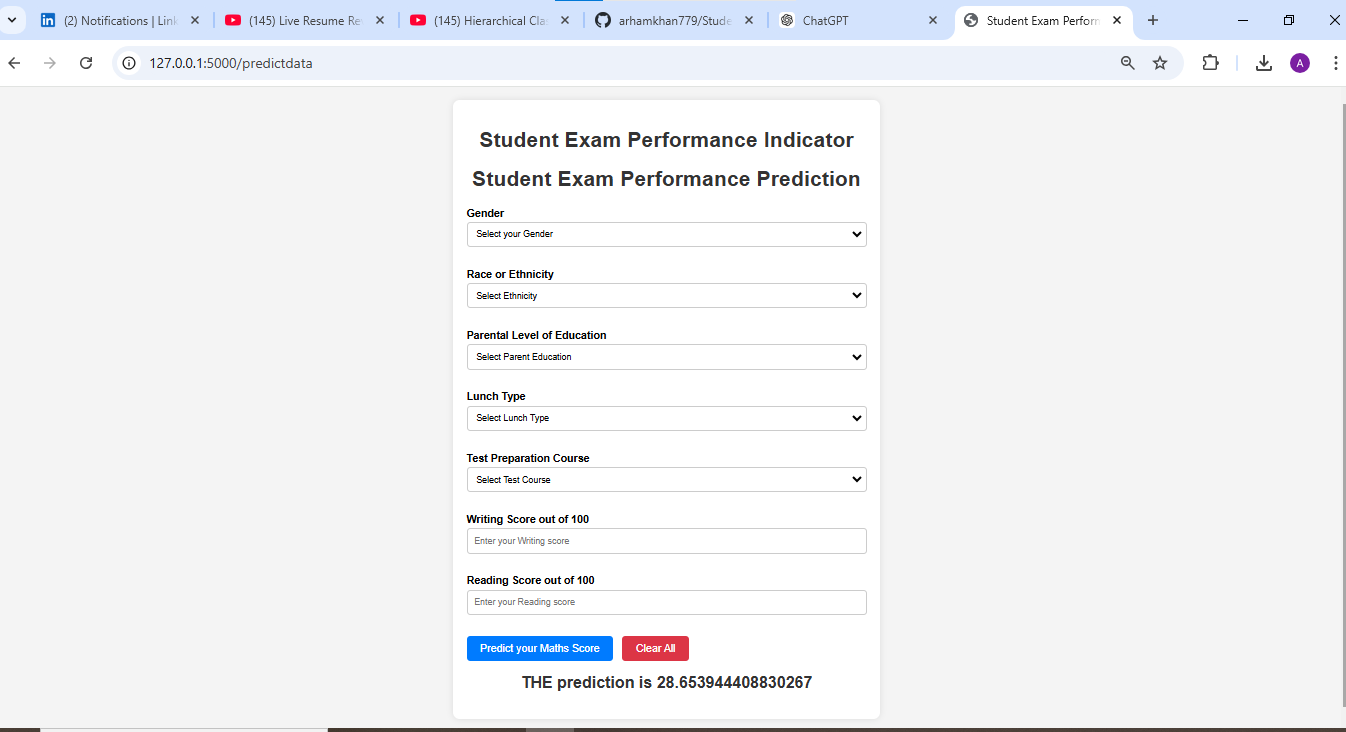 (2) Notifications | Link
(145) Live Resume Re
(145) Hierarchical Clas
arhamkhan779/Stude
ChatGPT
Student Exam Perform
127.0.0.1:5000/predictdata
A
Student Exam Performance Indicator
Student Exam Performance Prediction
Gender
Select your Gender
Race or Ethnicity
Select Ethnicity
Parental Level of Education
Select Parent Education
Lunch Type
Select Lunch Type
Test Preparation Course
Select Test Course
Writing Score out of 100
Enter your Writing score
Reading Score out of 100
Enter your Reading score
Predict your Maths Score
Clear All
THE prediction is 28.653944408830267